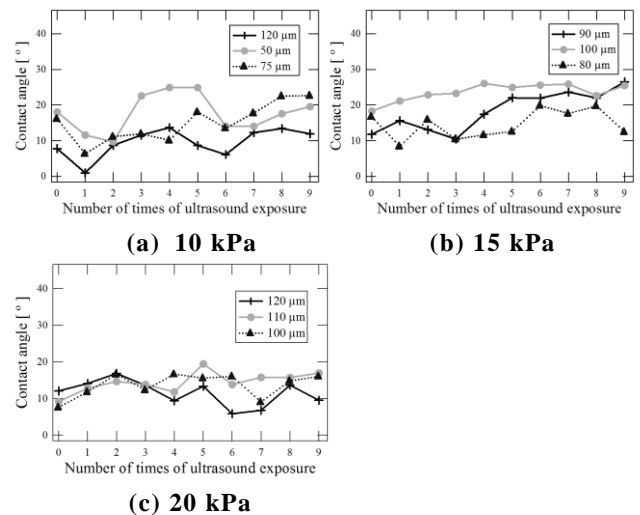 120 µm
50 µm
75 µm
Contact angle [ ° ]
40
30
20
10
0
0 1 2 3 4 5 6 7 8 9
Number of times of ultrasound exposure
(a) 10 kPa
90 µm
100 µm
80 µm
Contact angle [ ° ]
40
30
20
10
0
0 1 2 3 4 5 6 7 8 9
Number of times of ultrasound exposure
(b) 15 kPa
120 µm
110 µm
100 µm
Contact angle [ ° ]
40
30
20
10
0
0 1 2 3 4 5 6 7 8 9
Number of times of ultrasound exposure
(c) 20 kPa